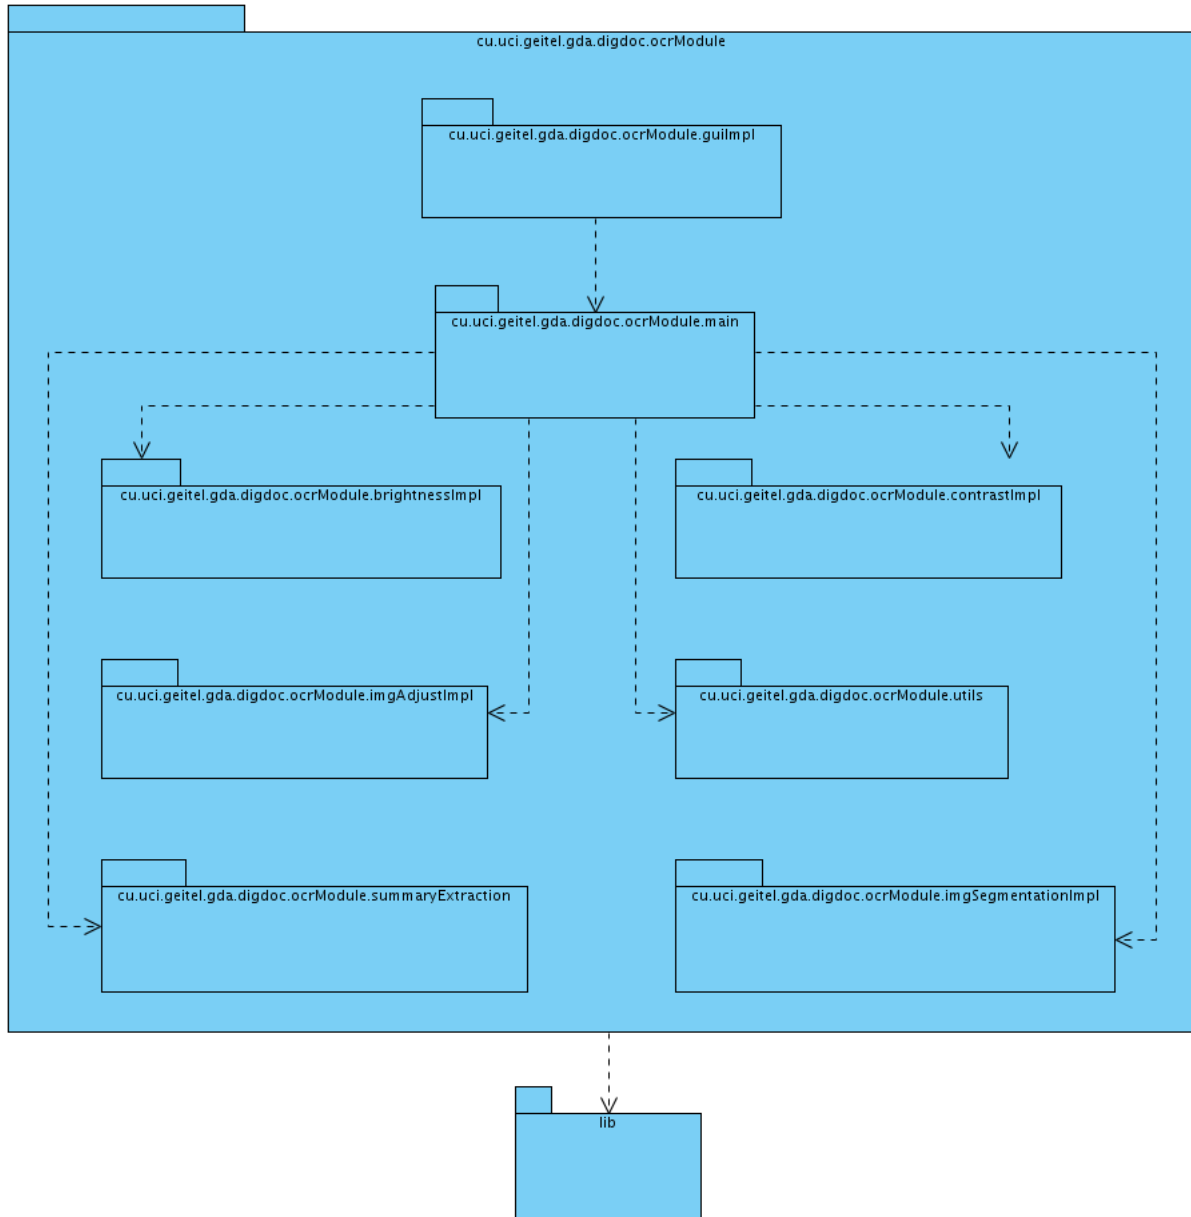 cu.uci.geitel.gda.digdoc.ocrModule
cu.uci.geitel.gda.digdoc.ocrModule.guiImpl
cu.uci.geitel.gda.digdoc.ocrModule.main
cu.uci.geitel.gda.digdoc.ocrModule.brightnessImpl
cu.uci.geitel.gda.digdoc.ocrModule.contrastImpl
cu.uci.geitel.gda.digdoc.ocrModule.imgAdjustImpl
cu.uci.geitel.gda.digdoc.ocrModule.utils
cu.uci.geitel.gda.digdoc.ocrModule.summaryExtraction
cu.uci.geitel.gda.digdoc.ocrModule.imgSegmentationImpl
lib